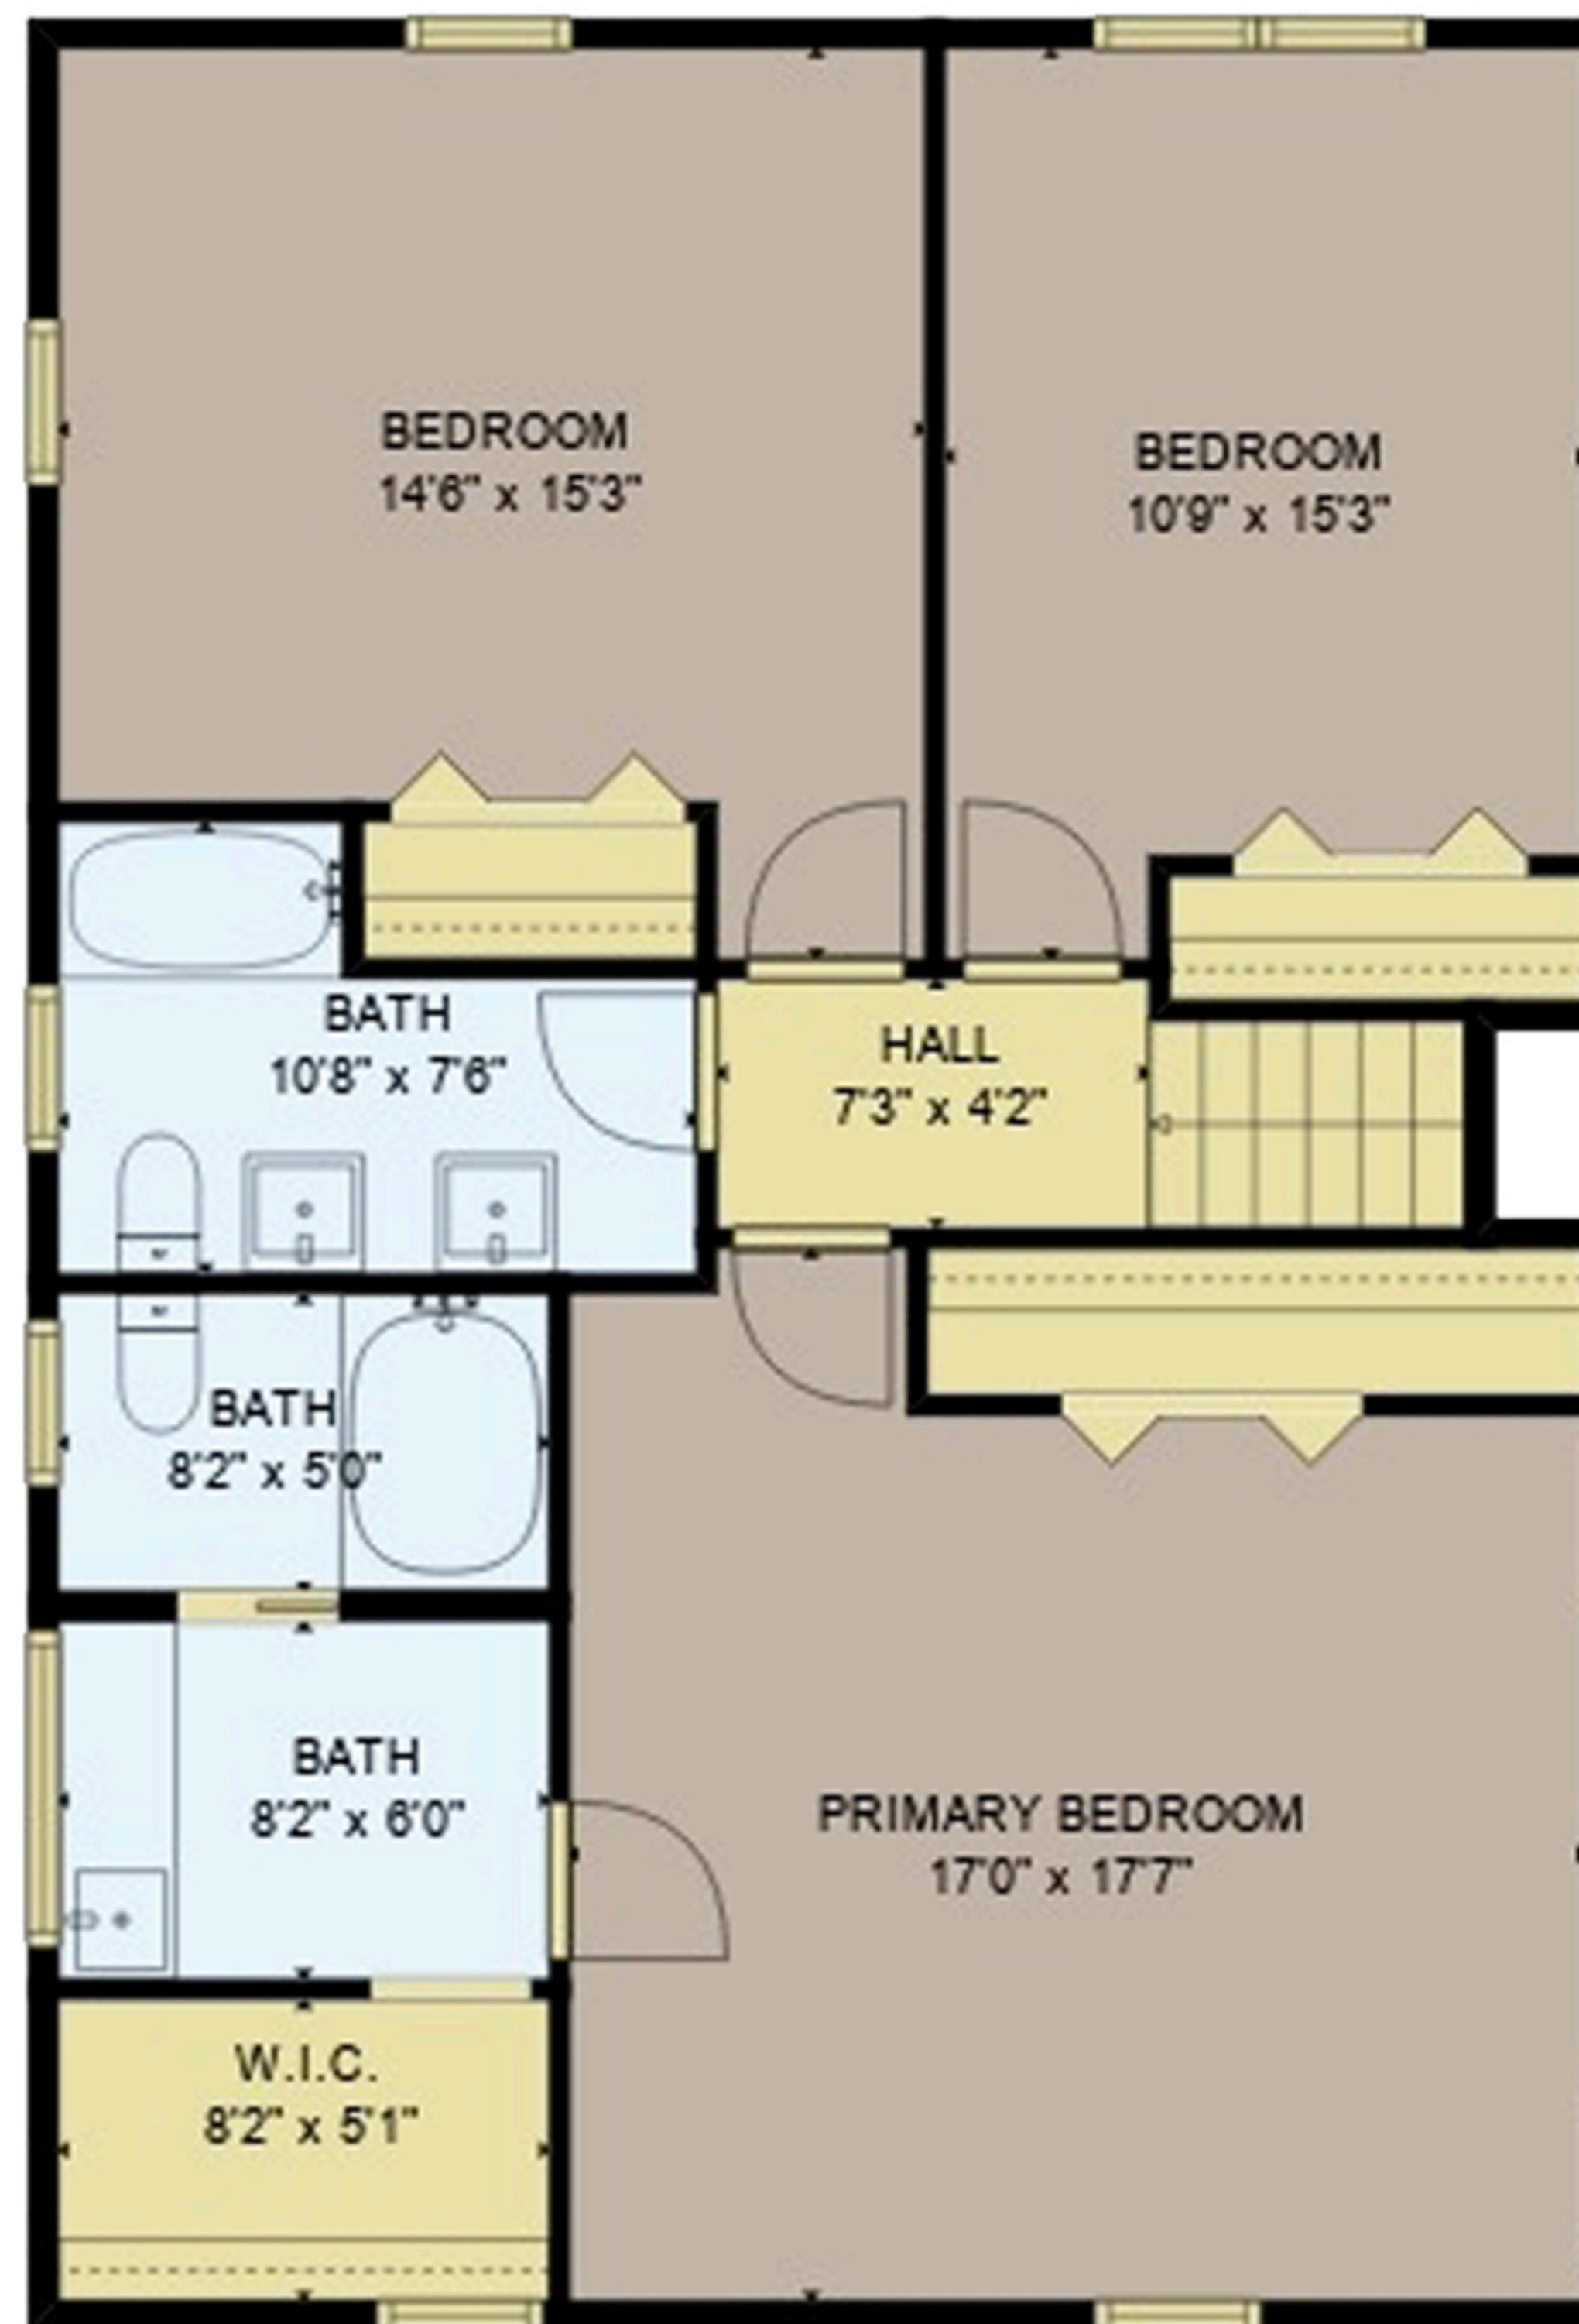 BEDROOM
14'6" x 15'3"
BEDROOM
10'9" x 15'3"
BATH
10'8" x 7'6"
HALL
7'3" x 4'2"
BATH
8'2" x 5'0"
BATH
8'2" x 6'0"
PRIMARY BEDROOM
17'0" x 17'7"
W.I.C.
8'2" x 5'1"